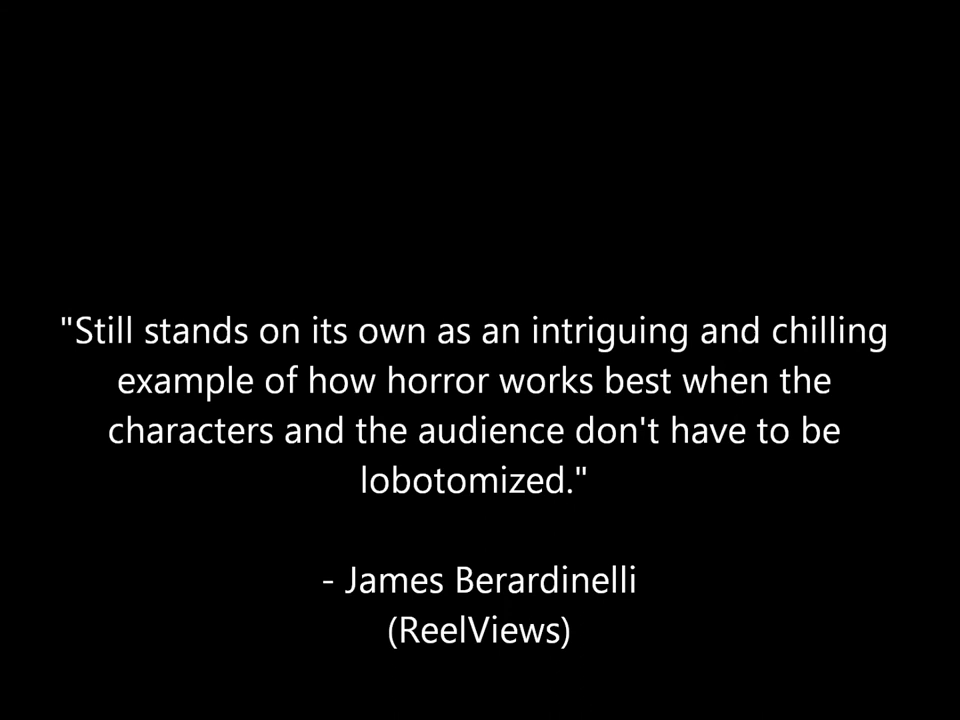 "Still stands on its own as an intriguing and chilling
example of how horror works best when the
characters and the audience don't have to be
lobotomized."
- James Berardinelli
(ReelViews)